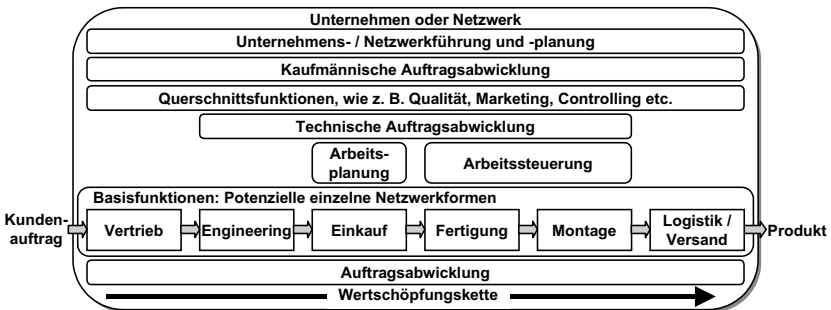 Unternehmen oder Netzwerk
Unternehmens- / Netzwerkführung und -planung
Kaufmännische Auftragsabwicklung
Querschnittsfunktionen, wie z. B. Qualität, Marketing, Controlling etc.
Technische Auftragsabwicklung
Arbeits-
planung
Arbeitssteuerung
Basisfunktionen: Potenzielle einzelne Netzwerkformen
Kunden-
auftrag
Vertrieb
Engineering
Einkauf
Fertigung
Montage
Logistik /
Versand
Produkt
Auftragsabwicklung
Wertschöpfungskette